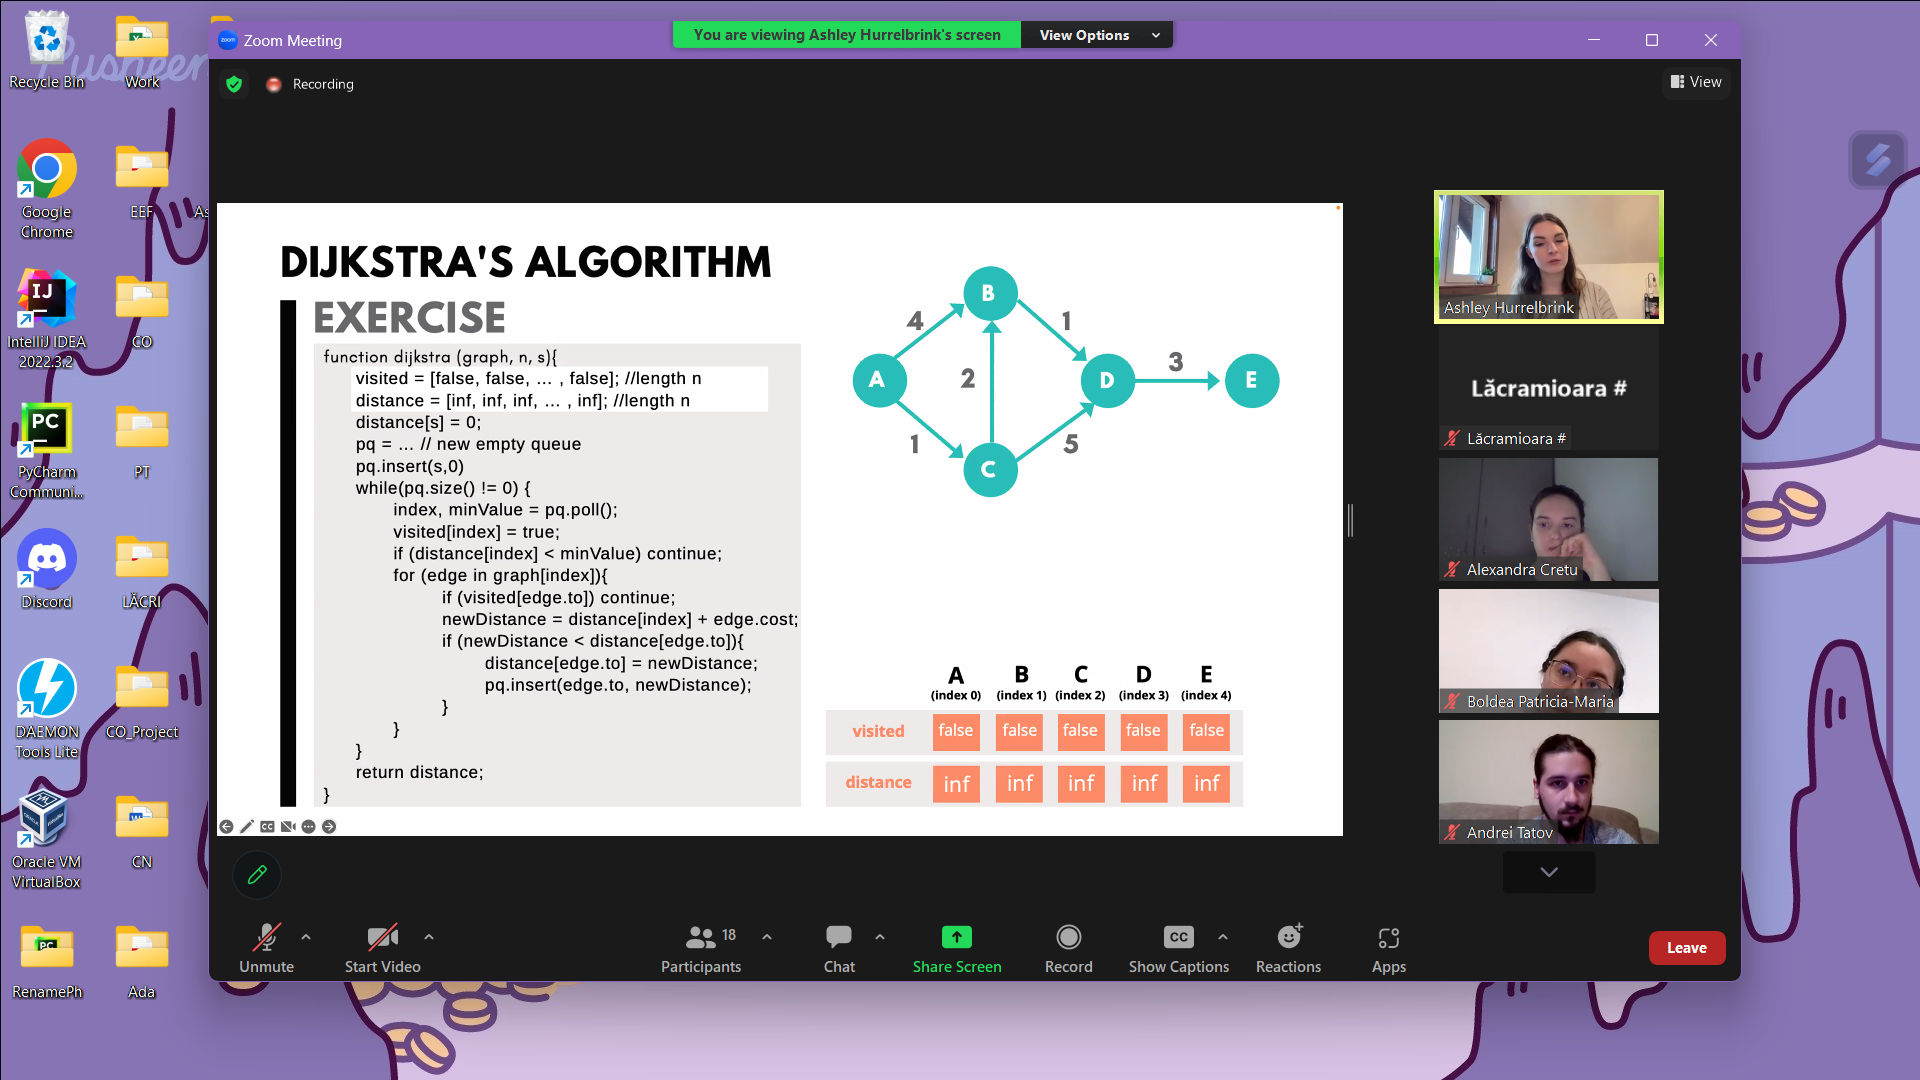 Pusheen
Recycle Bin
Work
Google
Chrome
EEF
As
IntelliJ IDEA
2022.3.2
CO
PyCharm
Communi...
PT
Discord
LĂCRI
DAEMON
Tools Lite
CO_Project
Oracle VM
VirtualBox
CN
RenamePh
Ada
zoom
Zoom Meeting
You are viewing Ashley Hurrelbrink's screen
View Options
Recording
View
DIJKSTRA'S ALGORITHM
EXERCISE
function dijkstra (graph, n, s){
visited = [false, false, ... , false]; //length n
distance = [inf, inf, inf, ... , inf]; //length n
distance[s] = 0;
pq = ... // new empty queue
pq.insert(s,0)
while(pq.size() != 0) {
index, minValue = pq.poll();
visited[index] = true;
if (distance[index] < minValue) continue;
for (edge in graph[index]){
if (visited[edge.to]) continue;
newDistance = distance[index] + edge.cost;
if (newDistance < distance[edge.to]){
distance[edge.to] = newDistance;
pq.insert(edge.to, newDistance);
}
}
}
return distance;
}
B
4
1
A
2
D
3
E
1
5
C
A B C D E
(index 0) (index 1) (index 2) (index 3) (index 4)
visited false false false false false
distance inf inf inf inf inf
Ashley Hurrelbrink
Lăcramioara #
Lăcramioara #
Alexandra Cretu
Boldea Patricia-Maria
Andrei Tatov
Unmute
Start Video
18
Participants
Chat
Share Screen
Record
CC
Show Captions
Reactions
Apps
Leave